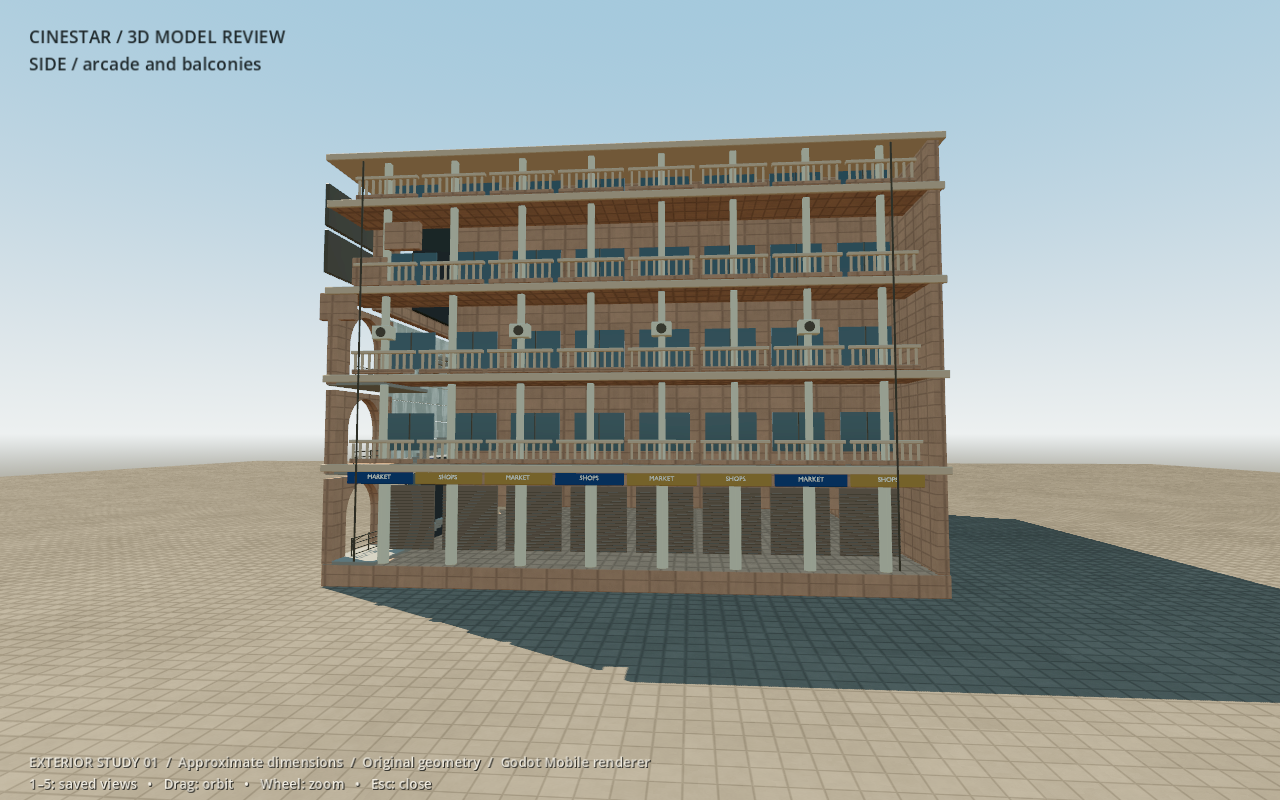 CINESTAR / 3D MODEL REVIEW
SIDE / arcade and balconies
MARKET SHOPS MARKET SHOPS MARKET SHOPS MARKET SHOPS
EXTERIOR STUDY 01 / Approximate dimensions / Original geometry / Godot Mobile renderer
1–5: saved views • Drag: orbit • Wheel: zoom • Esc: close